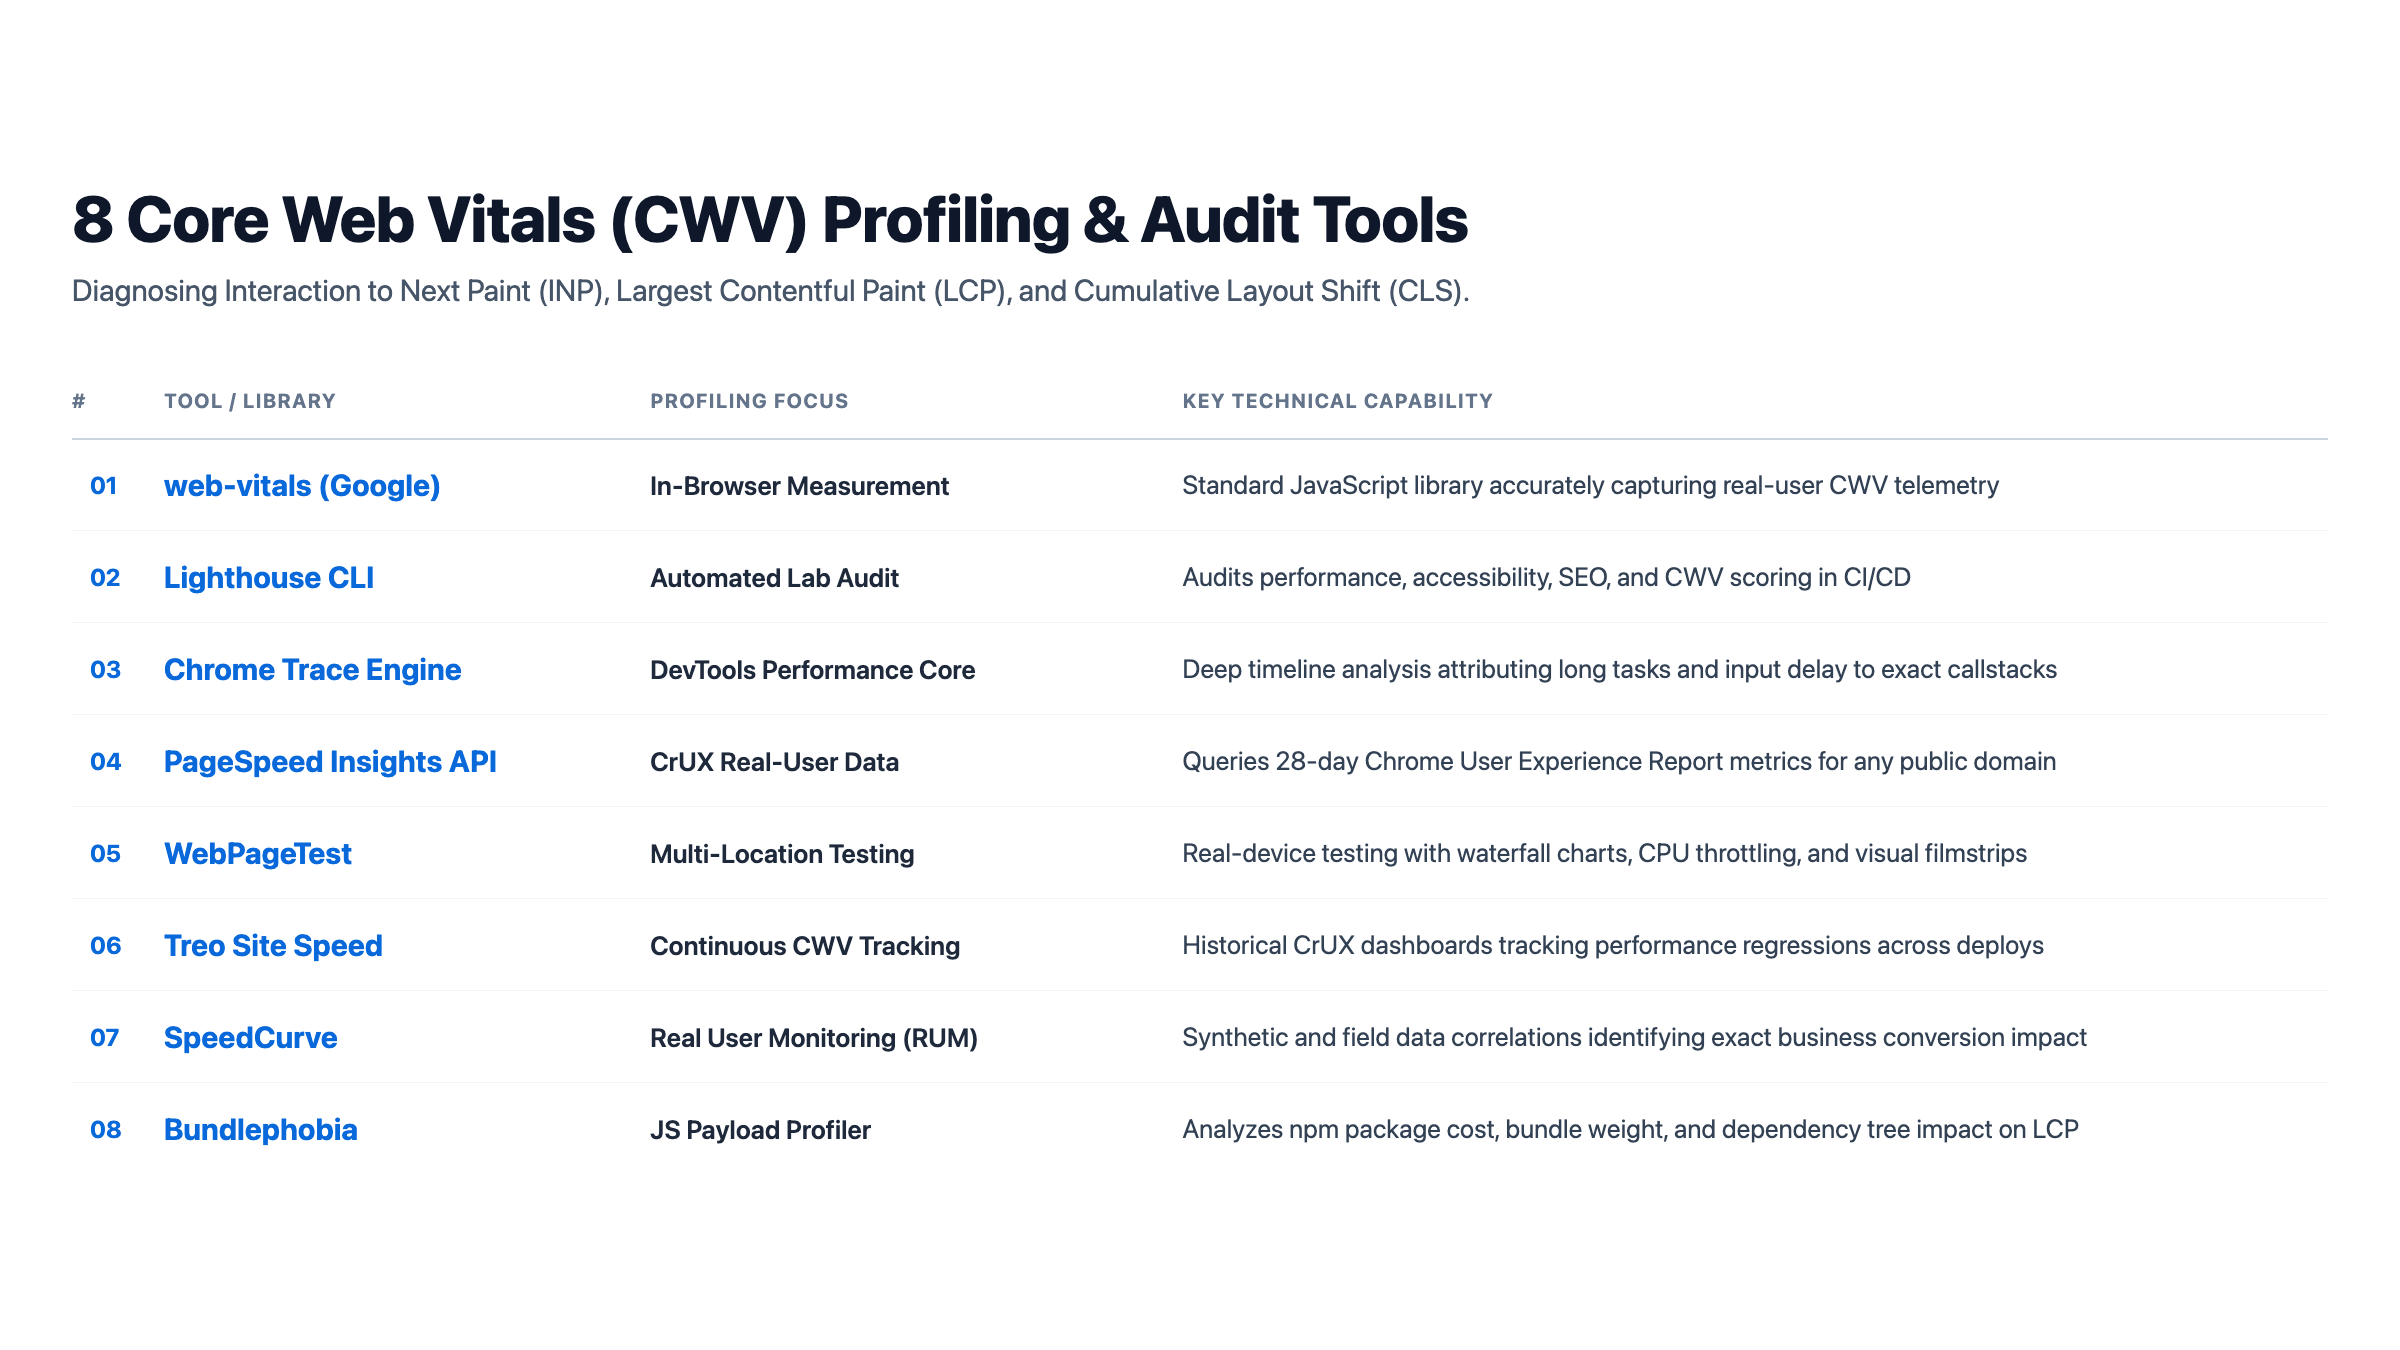 8 Core Web Vitals (CWV) Profiling & Audit Tools
Diagnosing Interaction to Next Paint (INP), Largest Contentful Paint (LCP), and Cumulative Layout Shift (CLS).
# TOOL / LIBRARY PROFILING FOCUS KEY TECHNICAL CAPABILITY
01 web-vitals (Google) In-Browser Measurement Standard JavaScript library accurately capturing real-user CWV telemetry
02 Lighthouse CLI Automated Lab Audit Audits performance, accessibility, SEO, and CWV scoring in CI/CD
03 Chrome Trace Engine DevTools Performance Core Deep timeline analysis attributing long tasks and input delay to exact callstacks
04 PageSpeed Insights API CrUX Real-User Data Queries 28-day Chrome User Experience Report metrics for any public domain
05 WebPageTest Multi-Location Testing Real-device testing with waterfall charts, CPU throttling, and visual filmstrips
06 Treo Site Speed Continuous CWV Tracking Historical CrUX dashboards tracking performance regressions across deploys
07 SpeedCurve Real User Monitoring (RUM) Synthetic and field data correlations identifying exact business conversion impact
08 Bundlephobia JS Payload Profiler Analyzes npm package cost, bundle weight, and dependency tree impact on LCP